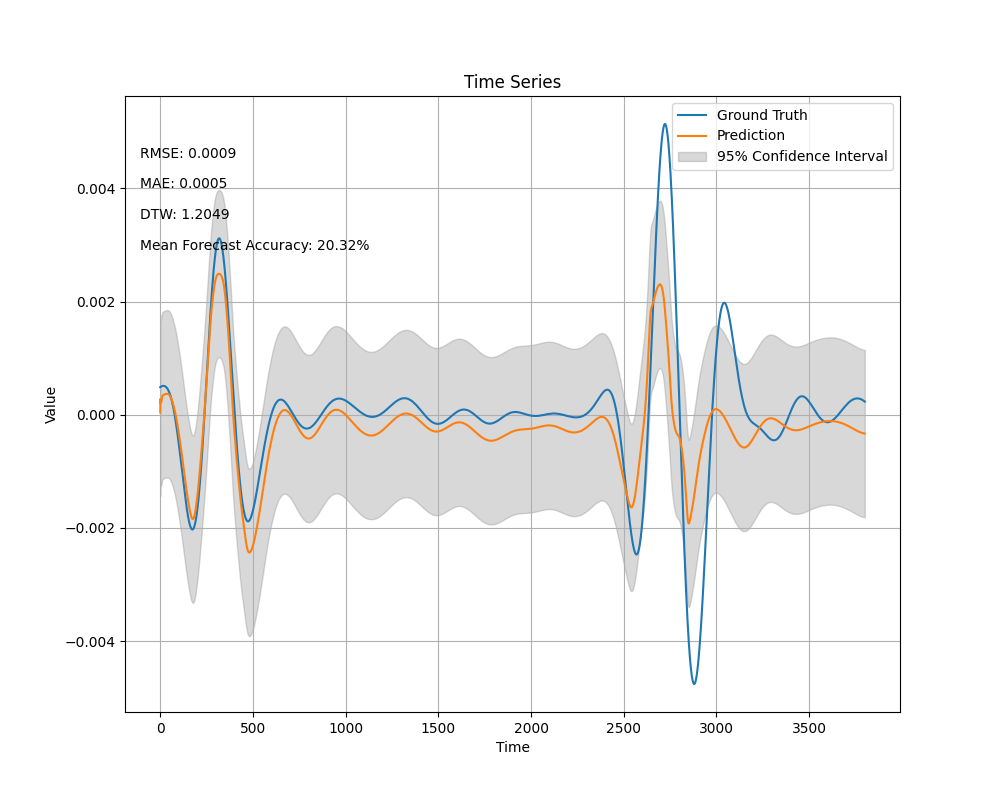 Time Series
Ground Truth
Prediction
95% Confidence Interval
RMSE: 0.0009
MAE: 0.0005
DTW: 1.2049
Mean Forecast Accuracy: 20.32%
Value
0.004
0.002
0.000
−0.002
−0.004
0 500 1000 1500 2000 2500 3000 3500
Time